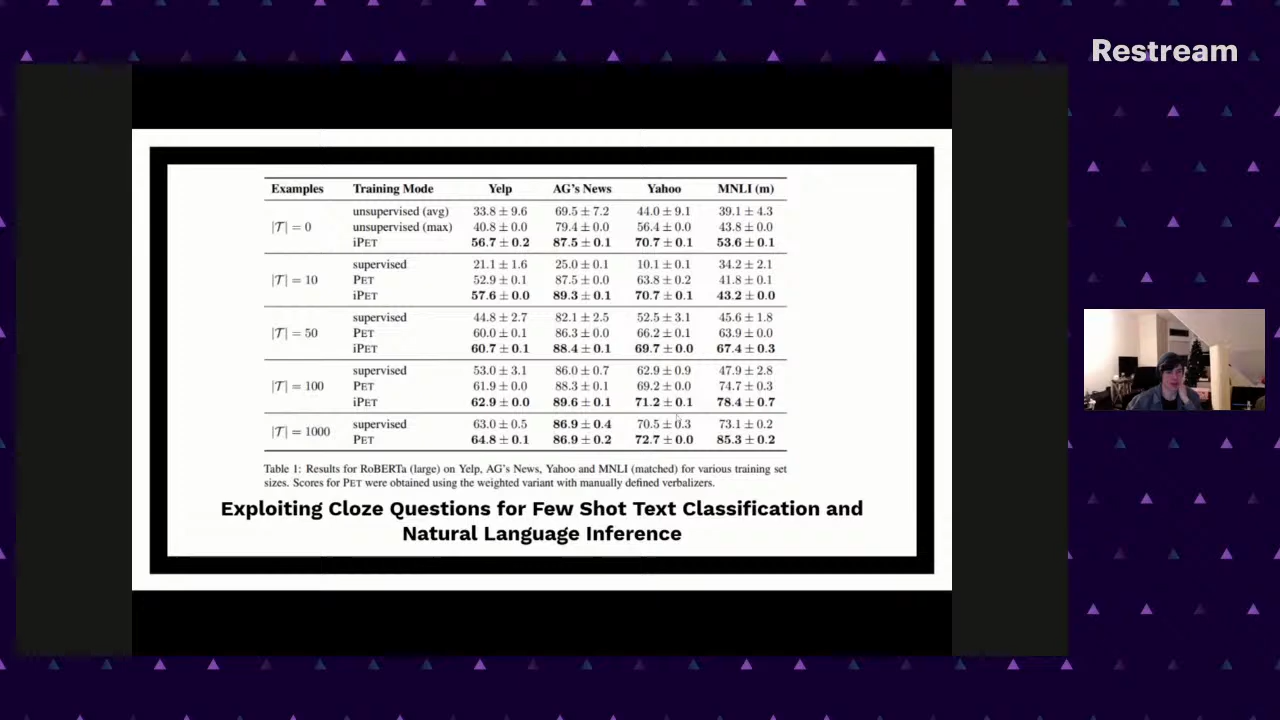 Restream
Examples Training Mode Yelp AG's News Yahoo MNLI (m)
unsupervised (avg) 33.8 ± 9.6 69.5 ± 7.2 44.0 ± 9.1 39.1 ± 4.3
|𝒯| = 0 unsupervised (max) 40.8 ± 0.0 79.4 ± 0.0 56.4 ± 0.0 43.8 ± 0.0
iPET 56.7 ± 0.2 87.5 ± 0.1 70.7 ± 0.1 53.6 ± 0.1
supervised 21.1 ± 1.6 25.0 ± 0.1 10.1 ± 0.1 34.2 ± 2.1
|𝒯| = 10 PET 52.9 ± 0.1 87.5 ± 0.0 63.8 ± 0.2 41.8 ± 0.1
iPET 57.6 ± 0.0 89.3 ± 0.1 70.7 ± 0.1 43.2 ± 0.0
supervised 44.8 ± 2.7 82.1 ± 2.5 52.5 ± 3.1 45.6 ± 1.8
|𝒯| = 50 PET 60.0 ± 0.1 86.3 ± 0.0 66.2 ± 0.1 63.9 ± 0.0
iPET 60.7 ± 0.1 88.4 ± 0.1 69.7 ± 0.0 67.4 ± 0.3
supervised 53.0 ± 3.1 86.0 ± 0.7 62.9 ± 0.9 47.9 ± 2.8
|𝒯| = 100 PET 61.9 ± 0.0 88.3 ± 0.1 69.2 ± 0.0 74.7 ± 0.3
iPET 62.9 ± 0.0 89.6 ± 0.1 71.2 ± 0.1 78.4 ± 0.7
supervised 63.0 ± 0.5 86.9 ± 0.4 70.5 ± 0.3 73.1 ± 0.2
|𝒯| = 1000 PET 64.8 ± 0.1 86.9 ± 0.2 72.7 ± 0.0 85.3 ± 0.2
Table 1: Results for RoBERTa (large) on Yelp, AG's News, Yahoo and MNLI (matched) for various training set
sizes. Scores for PET were obtained using the weighted variant with manually defined verbalizers.
Exploiting Cloze Questions for Few Shot Text Classification and
Natural Language Inference